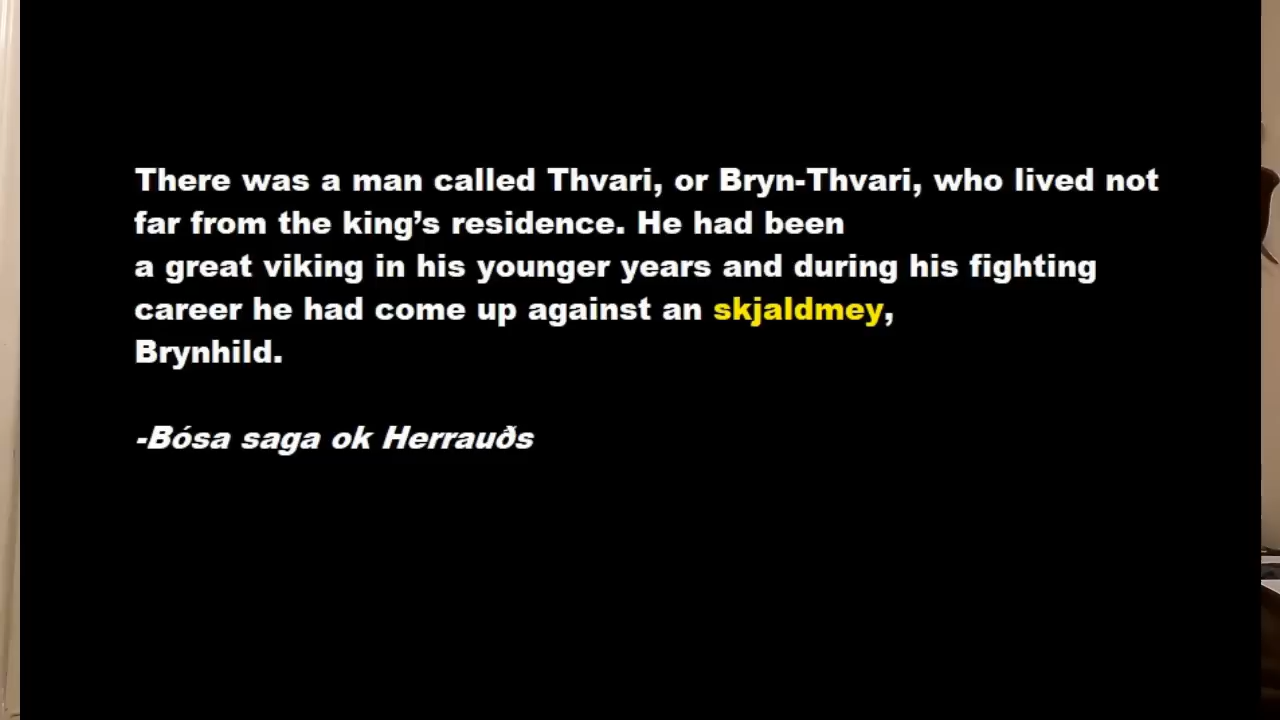 There was a man called Thvari, or Bryn-Thvari, who lived not
far from the king’s residence. He had been
a great viking in his younger years and during his fighting
career he had come up against an skjaldmey,
Brynhild.
-Bósa saga ok Herrauðs